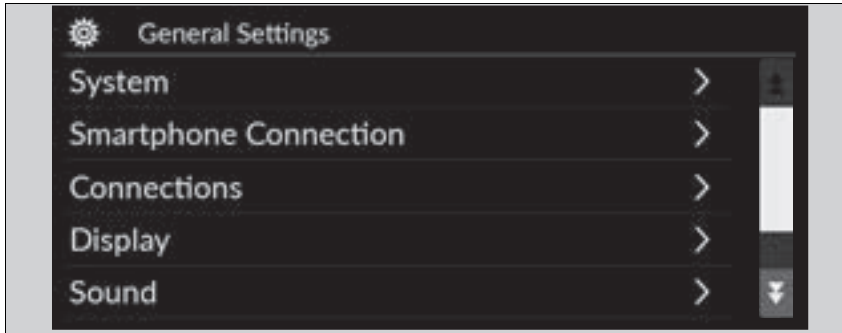 General Settings
System
Smartphone Connection
Connections
Display
Sound